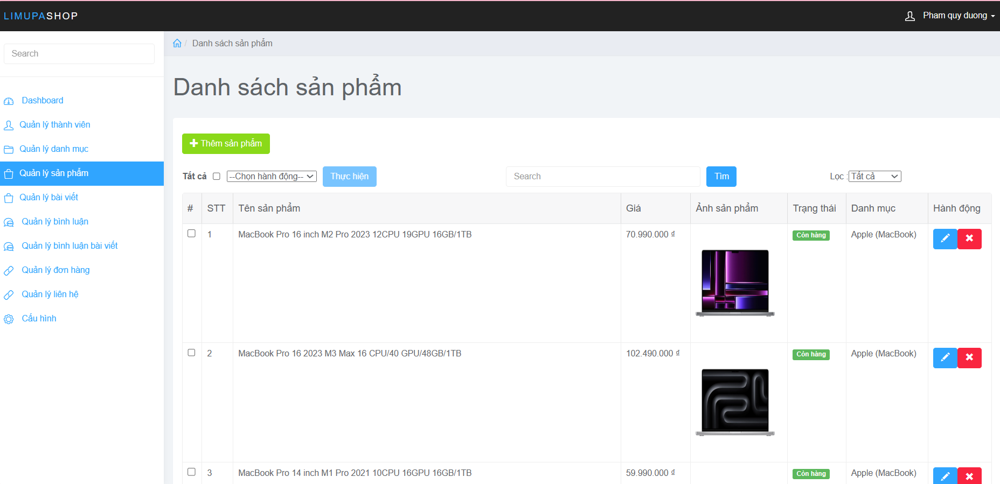 LIMUPASHOP
Pham quy duong
Search
Danh sách sản phẩm
Dashboard
Quản lý thành viên
Quản lý danh mục
Quản lý sản phẩm
Quản lý bài viết
Quản lý bình luận
Quản lý bình luận bài viết
Quản lý đơn hàng
Quản lý liên hệ
Cấu hình
Danh sách sản phẩm
Thêm sản phẩm
Tất cả --Chọn hành động-- Thực hiện Search Tìm Lọc : Tất cả
# STT Tên sản phẩm Giá Ảnh sản phẩm Trạng thái Danh mục Hành động
1 MacBook Pro 16 inch M2 Pro 2023 12CPU 19GPU 16GB/1TB 70.990.000 ₫ Còn hàng Apple (MacBook)
2 MacBook Pro 16 2023 M3 Max 16 CPU/40 GPU/48GB/1TB 102.490.000 ₫ Còn hàng Apple (MacBook)
3 MacBook Pro 14 inch M1 Pro 2021 10CPU 16GPU 16GB/1TB 59.990.000 ₫ Còn hàng Apple (MacBook)